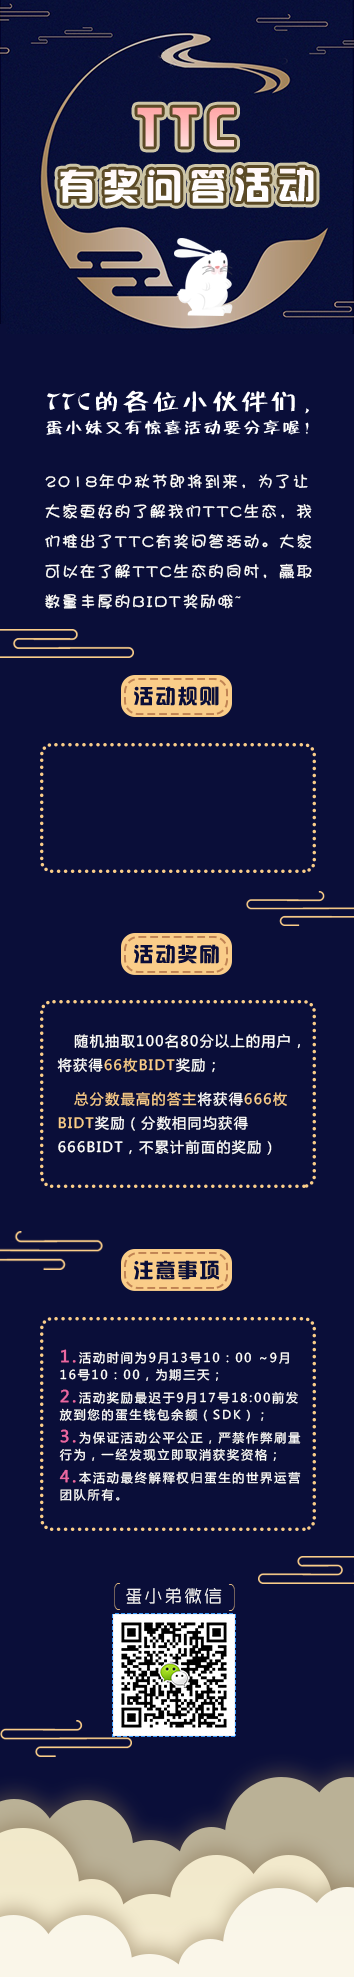 TTC
有奖问答活动
TTC的各位小伙伴们，
蛋小妹又有惊喜活动要分享喔！
2018年中秋节即将到来，为了让
大家更好的了解我们TTC生态，我
们推出了TTC有奖问答活动。大家
可以在了解TTC生态的同时，赢取
数量丰厚的BIDT奖励哦~
活动规则
活动奖励
随机抽取100名80分以上的用户，
将获得66枚BIDT奖励；
总分数最高的答主将获得666枚
BIDT奖励（分数相同均获得
666BIDT，不累计前面的奖励）
注意事项
1.活动时间为9月13号10：00 ~9月
16号10：00，为期三天；
2.活动奖励最迟于9月17号18:00前发
放到您的蛋生钱包余额（SDK）；
3.为保证活动公平公正，严禁作弊刷量
行为，一经发现立即取消获奖资格；
4.本活动最终解释权归蛋生的世界运营
团队所有。
蛋小弟微信